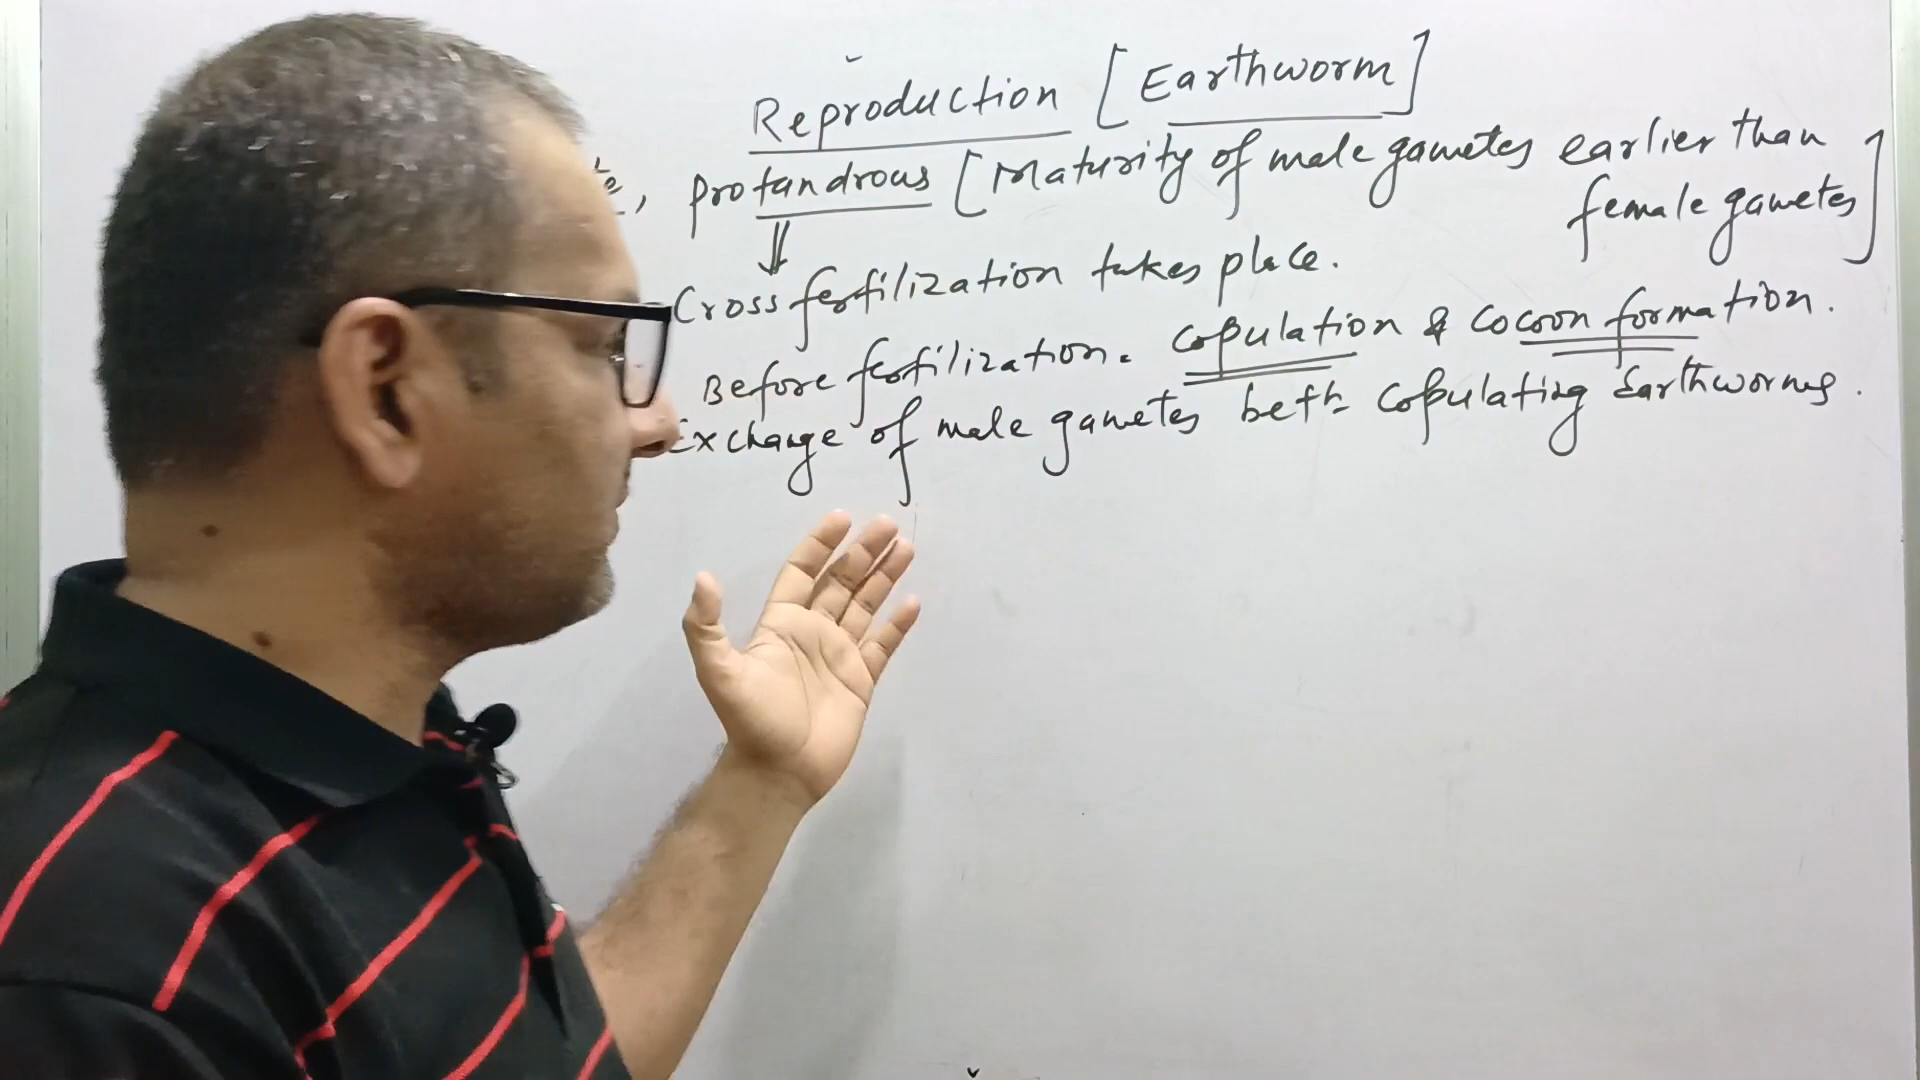 Reproduction [Earthworm]
, protandrous [Maturity of male gametes earlier than
female gametes]
Cross fertilization takes place.
Before fertilization. copulation & cocoon formation.
Exchange of male gametes betn copulating Earthworms.